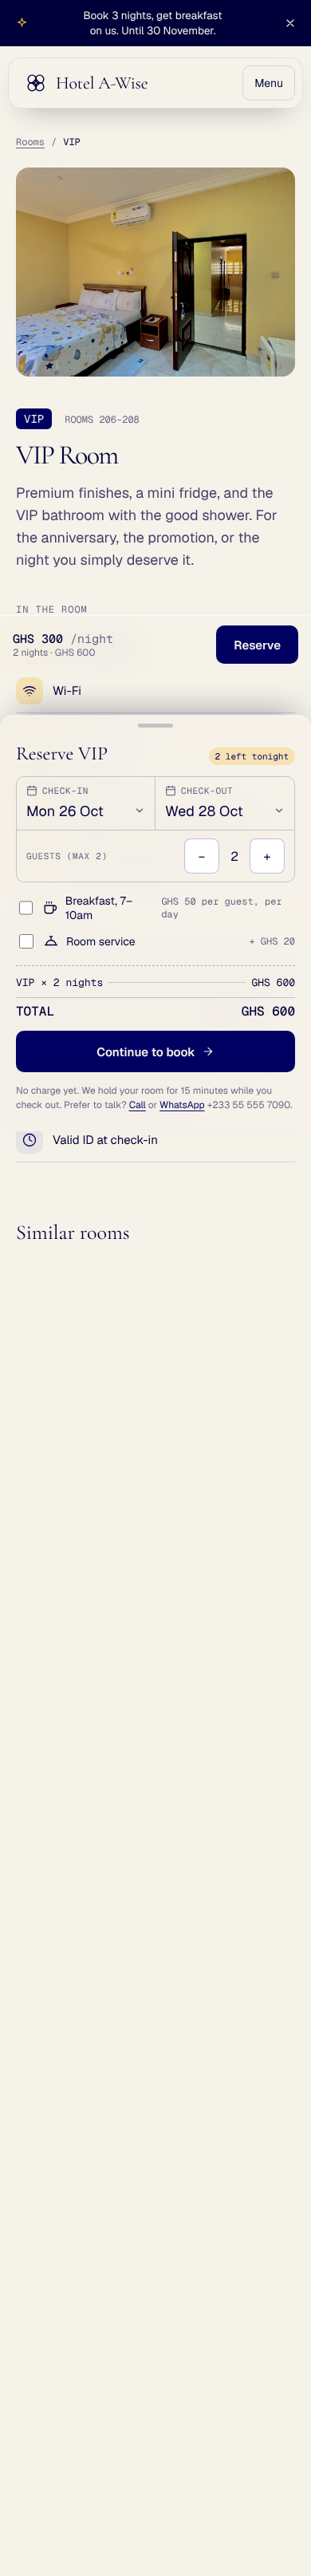 Book 3 nights, get breakfast
on us. Until 30 November.
Hotel A-Wise
Menu
Rooms / VIP
VIP ROOMS 206–208
VIP Room
Premium finishes, a mini fridge, and the
VIP bathroom with the good shower. For
the anniversary, the promotion, or the
night you simply deserve it.
IN THE ROOM
GHS 300 /night
2 nights · GHS 600
Reserve
Wi-Fi
Reserve VIP
2 left tonight
CHECK-IN
Mon 26 Oct
CHECK-OUT
Wed 28 Oct
GUESTS (MAX 2)
− 2 +
Breakfast, 7–
10am
GHS 50 per guest, per
day
Room service
+ GHS 20
VIP × 2 nights GHS 600
TOTAL GHS 600
Continue to book →
No charge yet. We hold your room for 15 minutes while you
check out. Prefer to talk? Call or WhatsApp +233 55 555 7090.
Valid ID at check-in
Similar rooms